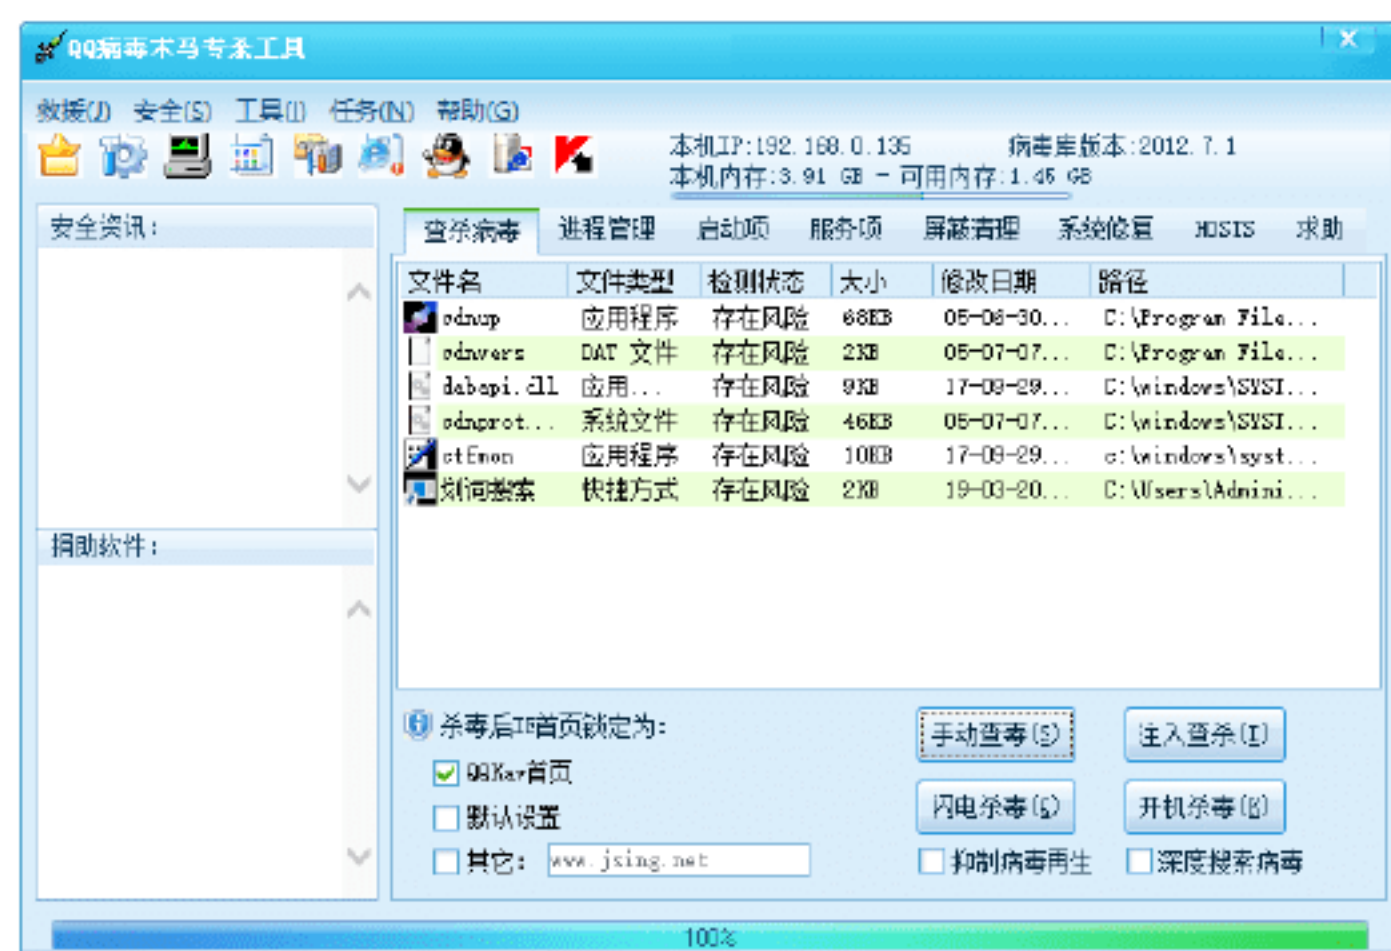 QQ病毒木马专杀工具
救援(J) 安全(S) 工具(I) 任务(N) 帮助(G)
本机IP:192.168.0.135 病毒库版本:2012.7.1
本机内存:3.91 GB - 可用内存:1.45 GB
安全资讯:
捐助软件:
查杀病毒 进程管理 启动项 服务项 屏蔽清理 系统修复 HOSTS 求助
文件名 文件类型 检测状态 大小 修改日期 路径
cdnup 应用程序 存在风险 68KB 05-06-30... C:\Program File...
cdnvers DAT 文件 存在风险 2KB 05-07-07... C:\Program File...
dabapi.dll 应用... 存在风险 9KB 17-09-29... C:\windows\SYST...
cdnprot... 系统文件 存在风险 46KB 05-07-07... C:\windows\SYST...
ctEmon 应用程序 存在风险 10KB 17-09-29... c:\windows\syst...
划词搜索 快捷方式 存在风险 2KB 19-03-20... C:\Users\Admini...
杀毒后IE首页锁定为:
QQKav首页
默认设置
其它: www.jsing.net
手动查毒(S) 注入查杀(I)
闪电杀毒(G) 开机杀毒(B)
抑制病毒再生 深度搜索病毒
100%